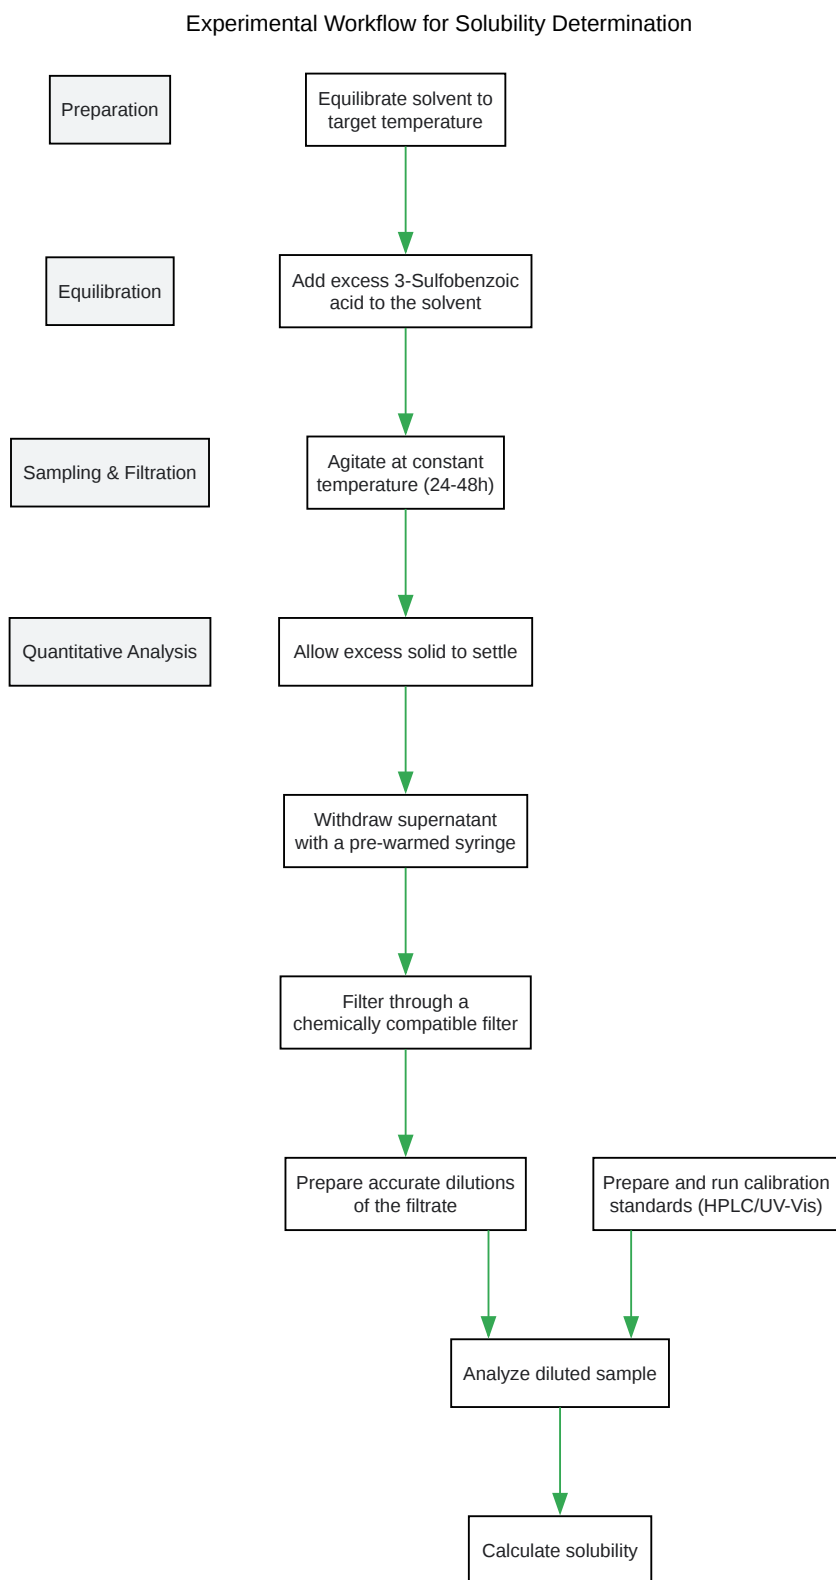 Experimental Workflow for Solubility Determination
Preparation
Equilibrate solvent to
target temperature
Equilibration
Add excess 3-Sulfobenzoic
acid to the solvent
Sampling & Filtration
Agitate at constant
temperature (24-48h)
Quantitative Analysis
Allow excess solid to settle
Withdraw supernatant
with a pre-warmed syringe
Filter through a
chemically compatible filter
Prepare accurate dilutions
of the filtrate
Prepare and run calibration
standards (HPLC/UV-Vis)
Analyze diluted sample
Calculate solubility